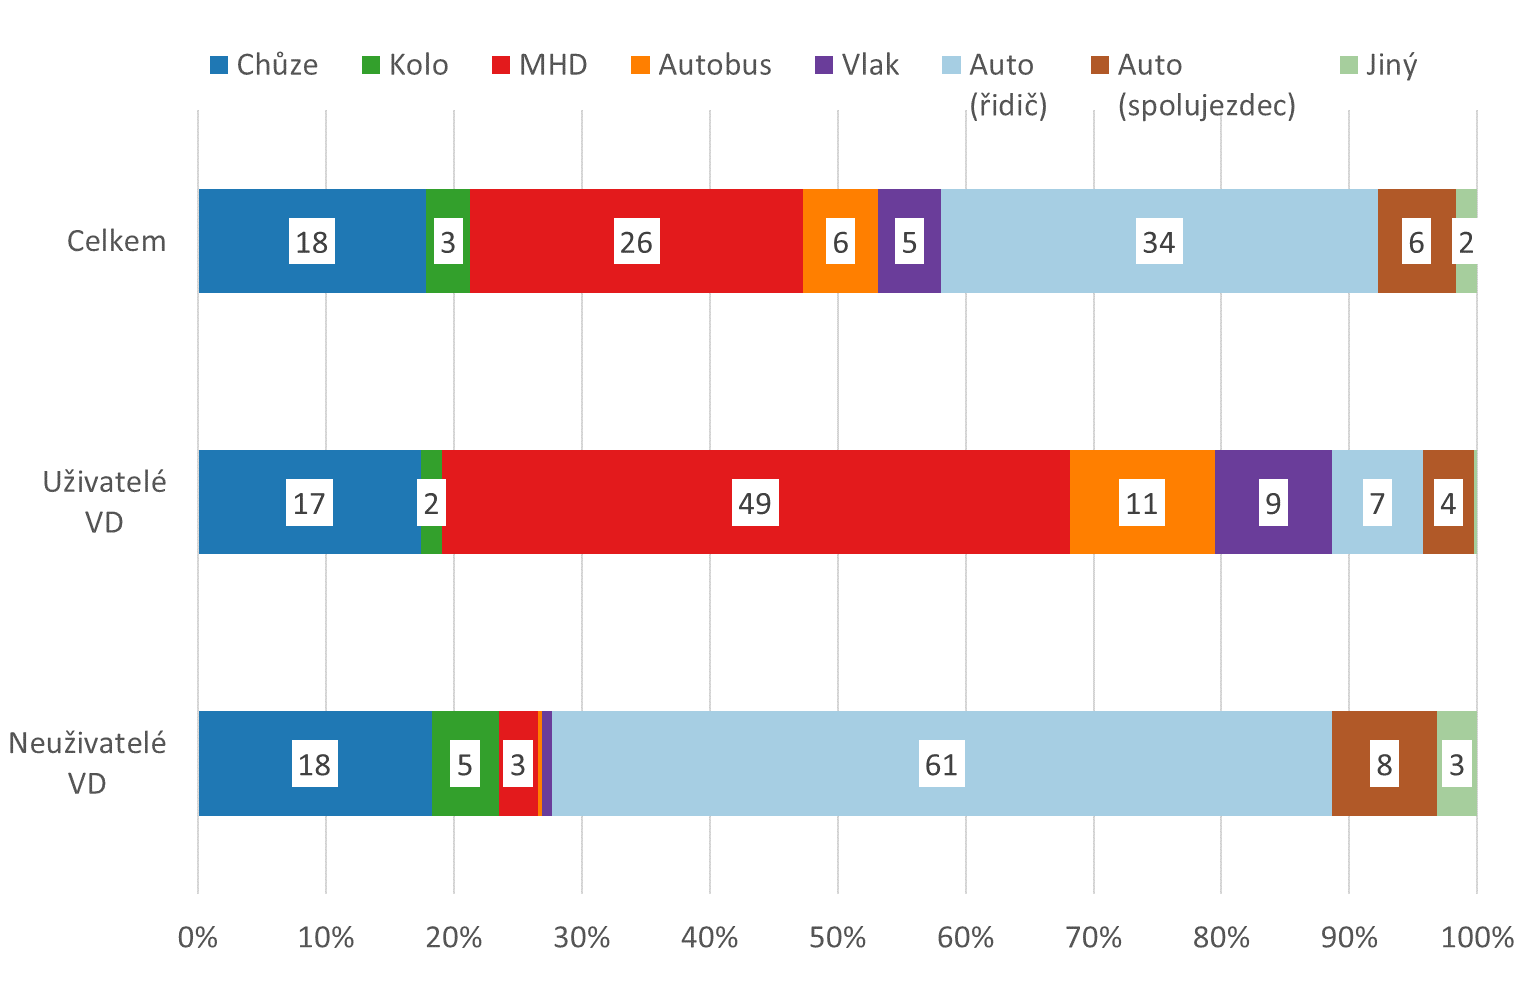 Chůze Kolo MHD Autobus Vlak Auto (řidič) Auto (spolujezdec) Jiný
Celkem 18 3 26 6 5 34 6 2
Uživatelé VD 17 2 49 11 9 7 4
Neuživatelé VD 18 5 3 61 8 3
0% 10% 20% 30% 40% 50% 60% 70% 80% 90% 100%